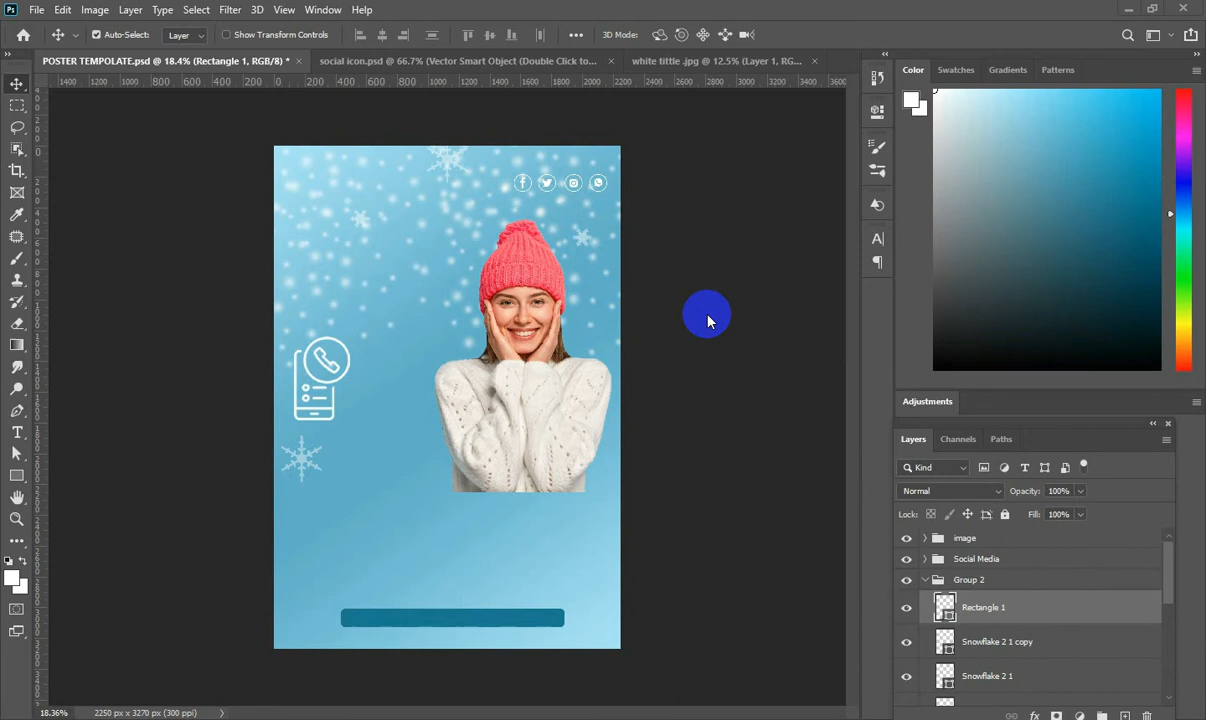 Ps File Edit Image Layer Type Select Filter 3D View Window Help
Auto-Select: Layer Show Transform Controls 3D Mode:
POSTER TEMPOLATE.psd @ 18.4% (Rectangle 1, RGB/8) * social icon.psd @ 66.7% (Vector Smart Object (Double Click to... white tittle .jpg @ 12.5% (Layer 1, RG...
1400 1200 1000 800 600 400 200 0 200 400 600 800 1000 1200 1400 1600 1800 2000 2200 2400 2600 2800 3000 3200 3400 3600
Color Swatches Gradients Patterns
Adjustments
Layers Channels Paths
Kind
Normal Opacity: 100%
Lock: Fill: 100%
image
Social Media
Group 2
Rectangle 1
Snowflake 2 1 copy
Snowflake 2 1
fx
18.36% 2250 px x 3270 px (300 ppi)